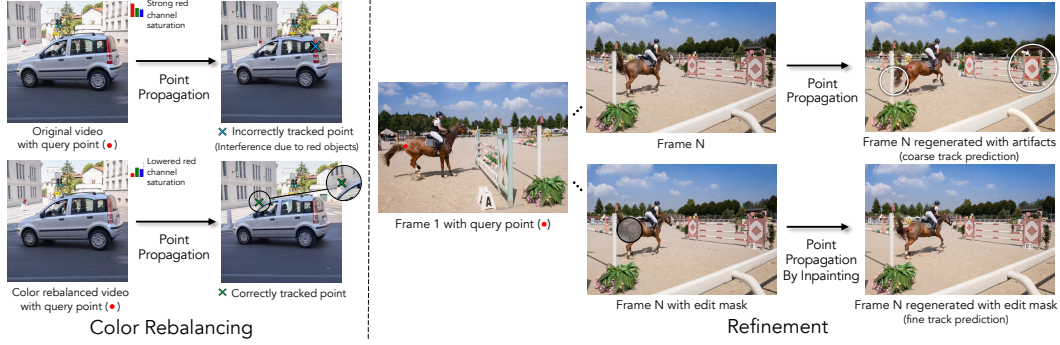 Strong red
channel
saturation
Point
Propagation
Original video
with query point (●)
Incorrectly tracked point
(Interference due to red objects)
Lowered red
channel
saturation
Point
Propagation
Color rebalanced video
with query point (●)
Correctly tracked point
Color Rebalancing
Frame 1 with query point (●)
A
Frame N
Point
Propagation
Frame N regenerated with artifacts
(coarse track prediction)
Frame N with edit mask
Point
Propagation
By Inpainting
Frame N regenerated with edit mask
(fine track prediction)
Refinement